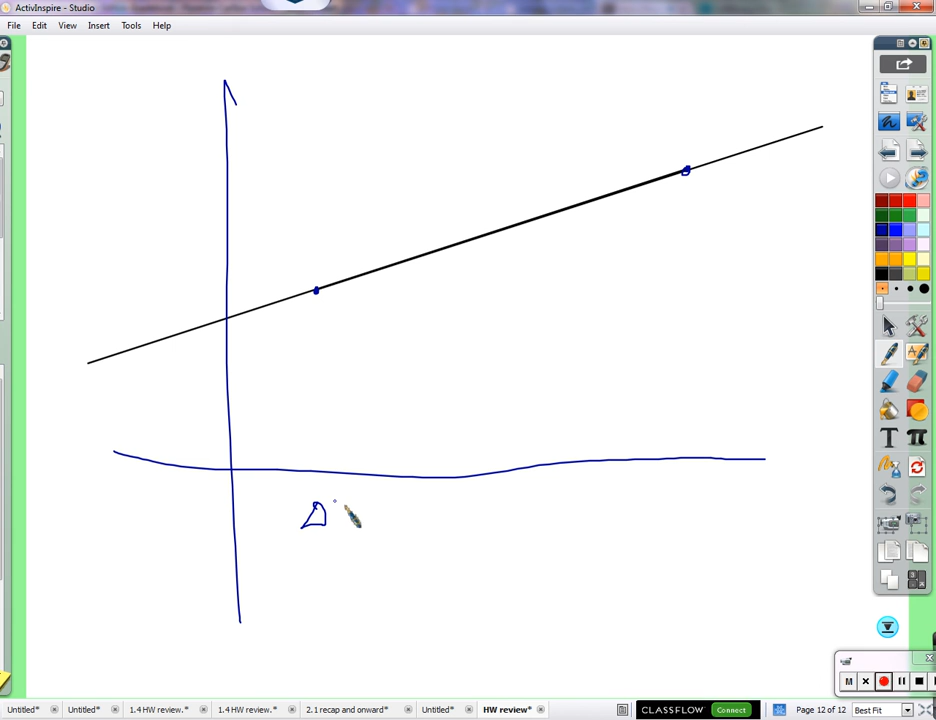 ActivInspire - Studio
File Edit View Insert Tools Help
Δ
T π
M
Untitled* Untitled* 1.4 HW review.* 1.4 HW review.* 2.1 recap and onward* Untitled* HW review* CLASSFLOW Connect Page 12 of 12 Best Fit